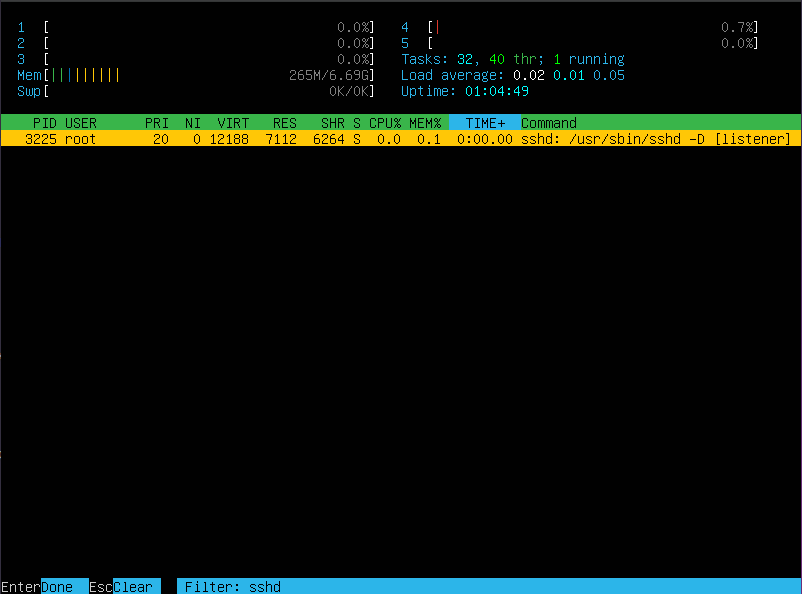 1 [ 0.0%] 4 [| 0.7%]
2 [ 0.0%] 5 [ 0.0%]
3 [ 0.0%] Tasks: 32, 40 thr; 1 running
Mem[||||||||| 265M/6.69G] Load average: 0.02 0.01 0.05
Swp[ 0K/0K] Uptime: 01:04:49
PID USER PRI NI VIRT RES SHR S CPU% MEM% TIME+ Command
3225 root 20 0 12188 7112 6264 S 0.0 0.1 0:00.00 sshd: /usr/sbin/sshd -D [listener]
EnterDone EscClear Filter: sshd